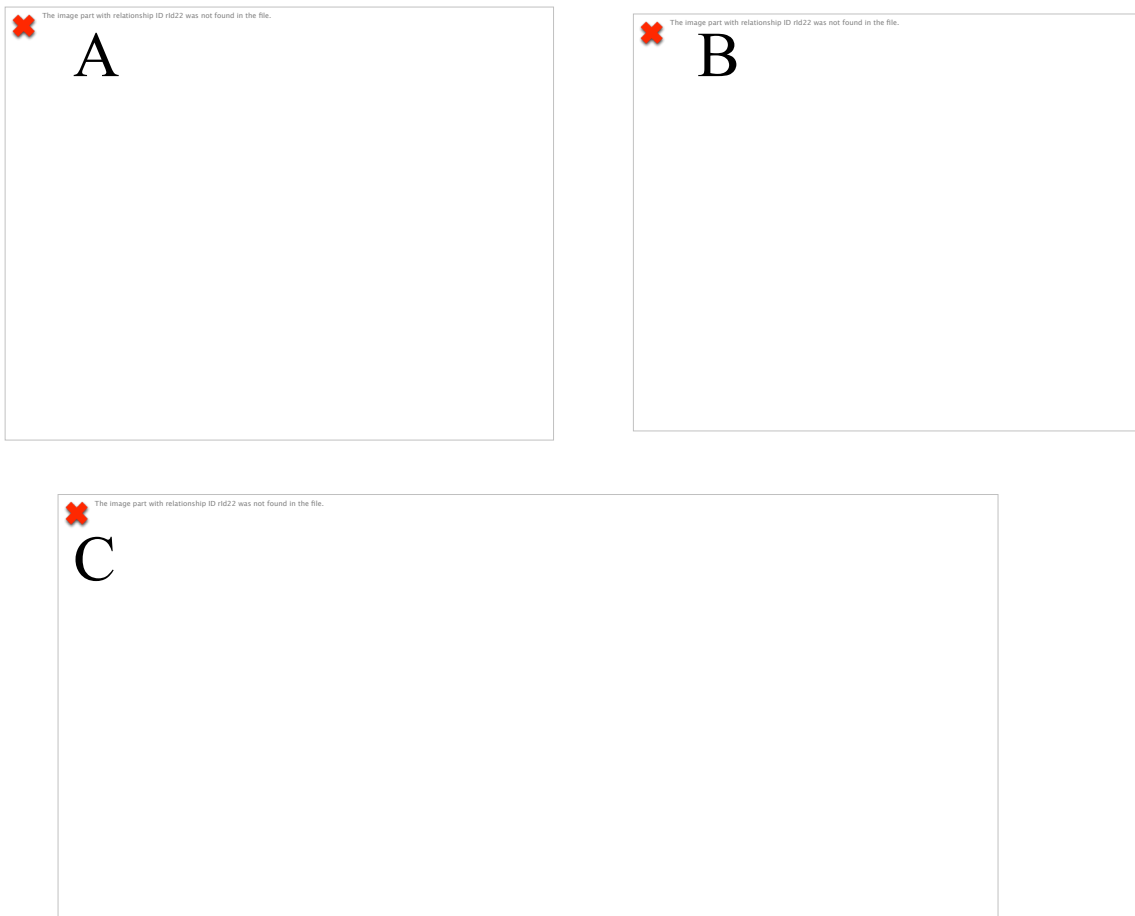 The image part with relationship ID rId22 was not found in the file.
A
The image part with relationship ID rId22 was not found in the file.
B
The image part with relationship ID rId22 was not found in the file.
C